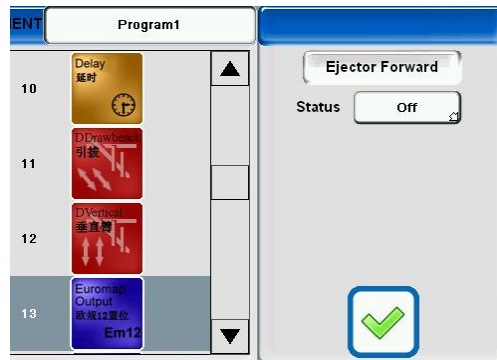 ENT
Program1
10
Delay
延时
11
DDrawbench
引拔
12
DVertical
垂直臂
13
Euromap
Output
欧规12置位
Em12
Ejector Forward
Status
Off